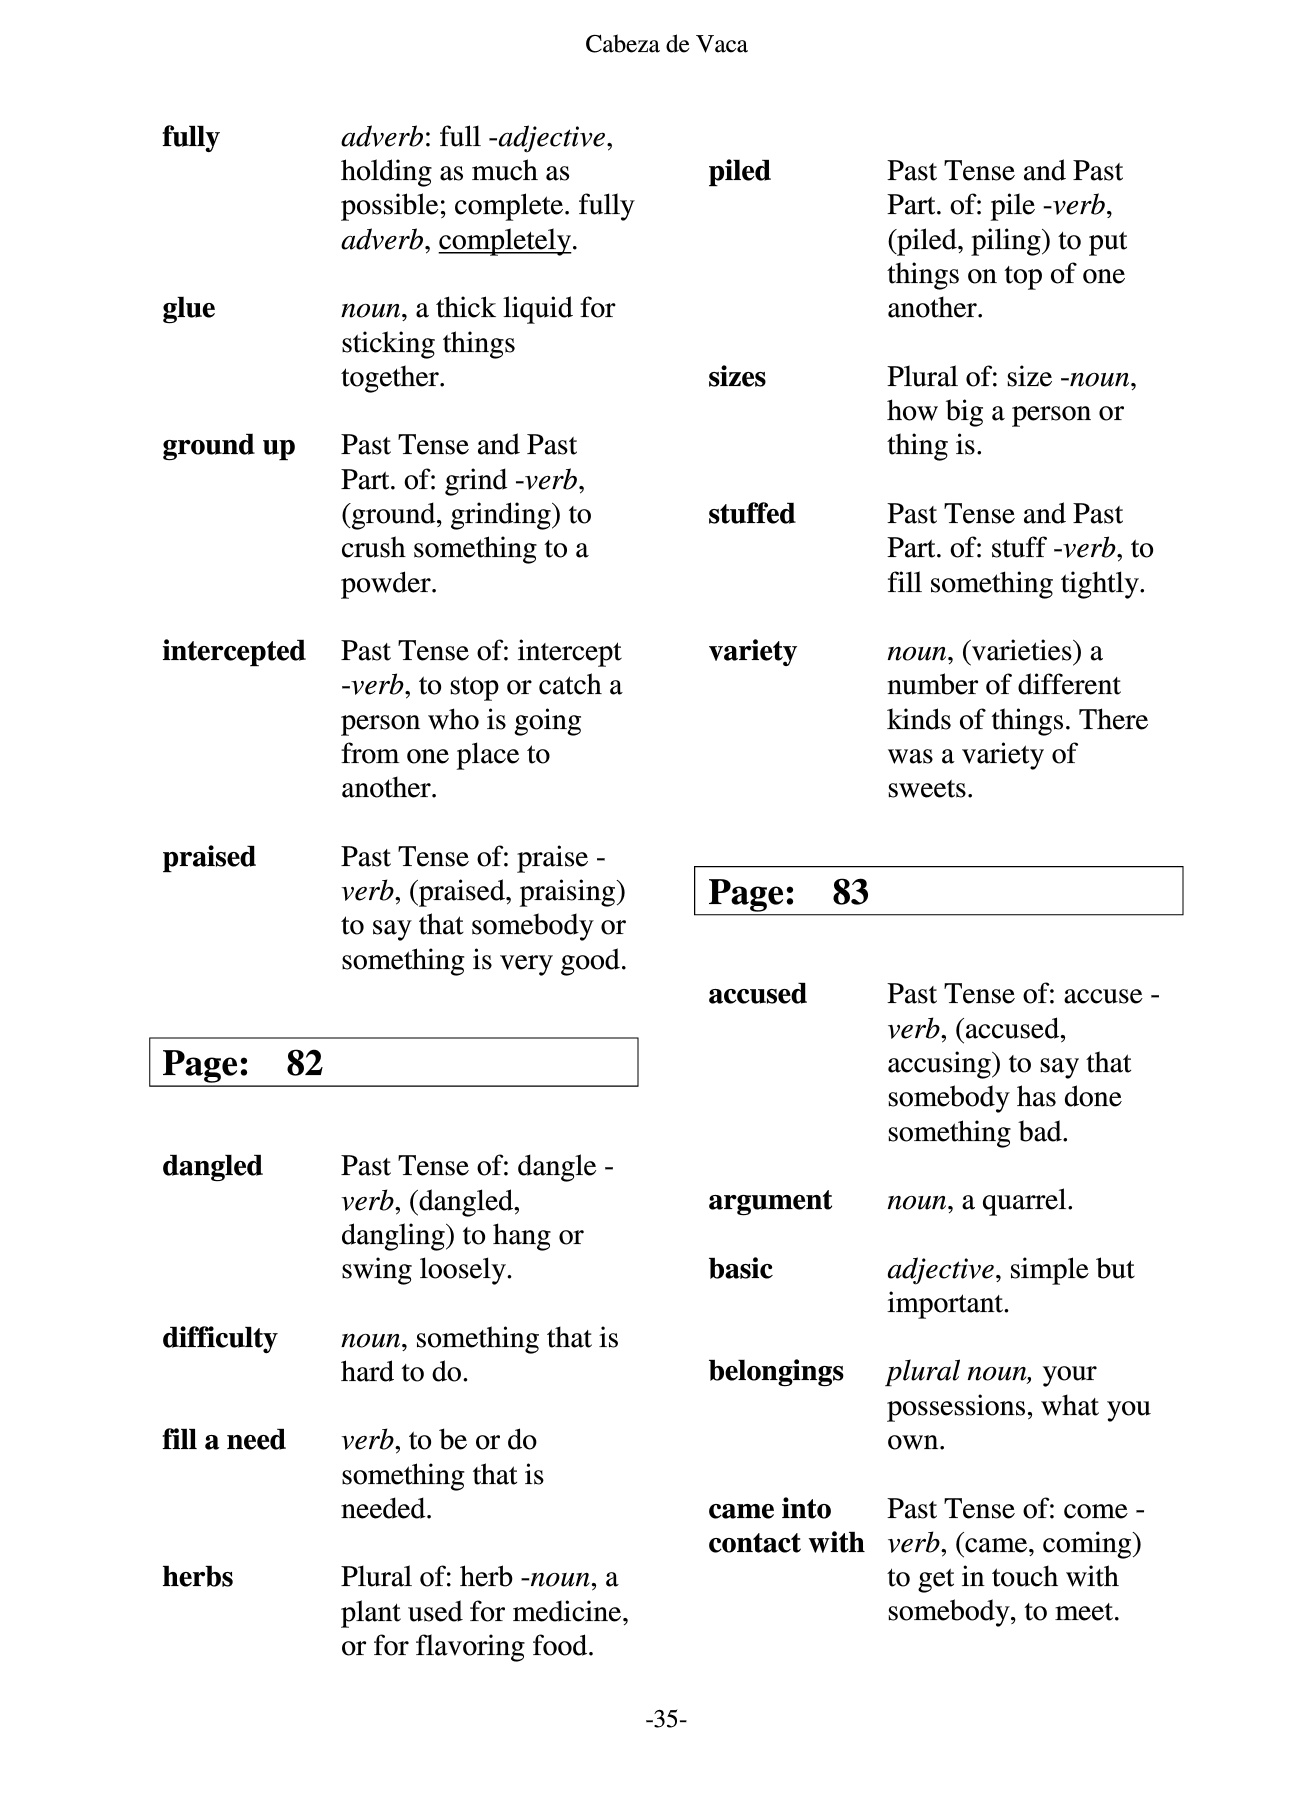 Cabeza de Vaca
fully adverb: full -adjective,
holding as much as
possible; complete. fully
adverb, completely.
glue noun, a thick liquid for
sticking things
together.
ground up Past Tense and Past
Part. of: grind -verb,
(ground, grinding) to
crush something to a
powder.
intercepted Past Tense of: intercept
-verb, to stop or catch a
person who is going
from one place to
another.
praised Past Tense of: praise -
verb, (praised, praising)
to say that somebody or
something is very good.
Page: 82
dangled Past Tense of: dangle -
verb, (dangled,
dangling) to hang or
swing loosely.
difficulty noun, something that is
hard to do.
fill a need verb, to be or do
something that is
needed.
herbs Plural of: herb -noun, a
plant used for medicine,
or for flavoring food.
piled Past Tense and Past
Part. of: pile -verb,
(piled, piling) to put
things on top of one
another.
sizes Plural of: size -noun,
how big a person or
thing is.
stuffed Past Tense and Past
Part. of: stuff -verb, to
fill something tightly.
variety noun, (varieties) a
number of different
kinds of things. There
was a variety of
sweets.
Page: 83
accused Past Tense of: accuse -
verb, (accused,
accusing) to say that
somebody has done
something bad.
argument noun, a quarrel.
basic adjective, simple but
important.
belongings plural noun, your
possessions, what you
own.
came into Past Tense of: come -
contact with verb, (came, coming)
to get in touch with
somebody, to meet.
-35-